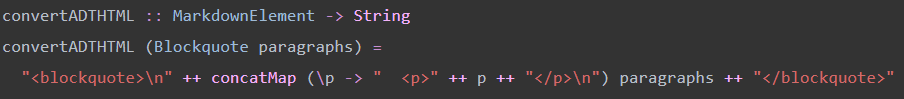 convertADTHTML :: MarkdownElement -> String
convertADTHTML (Blockquote paragraphs) =
  "<blockquote>\n" ++ concatMap (\p -> "  <p>" ++ p ++ "</p>\n") paragraphs ++ "</blockquote>"